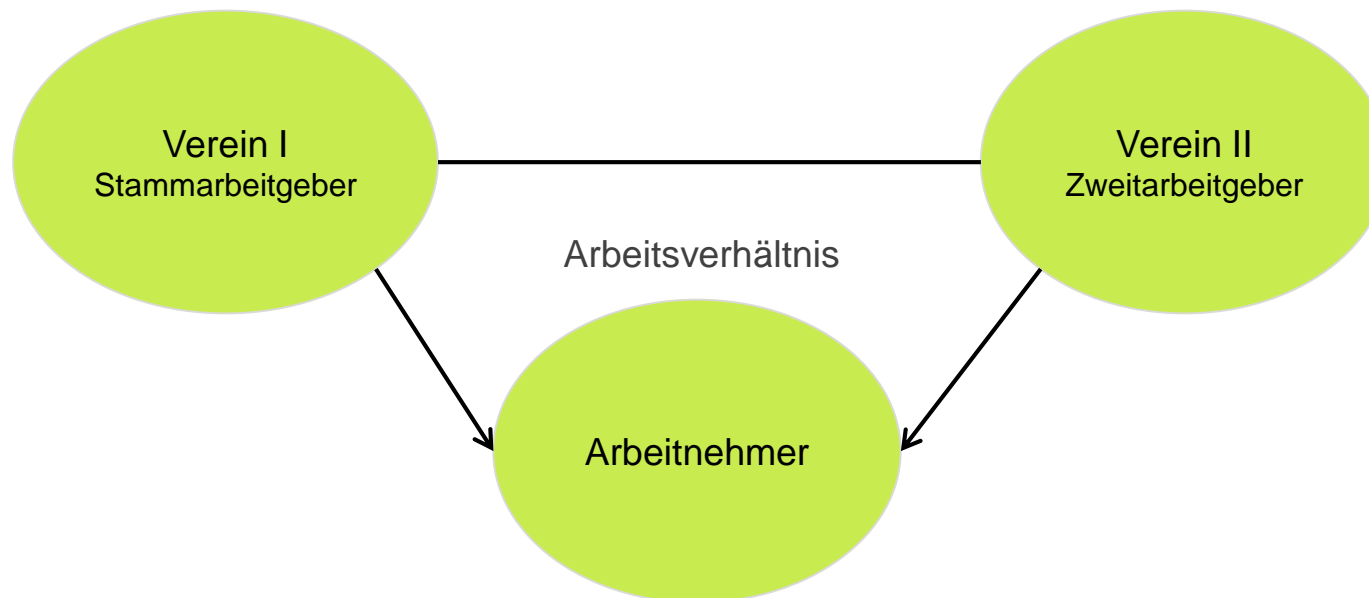 Verein I
Stammarbeitgeber
Verein II
Zweitarbeitgeber
Arbeitsverhältnis
Arbeitnehmer